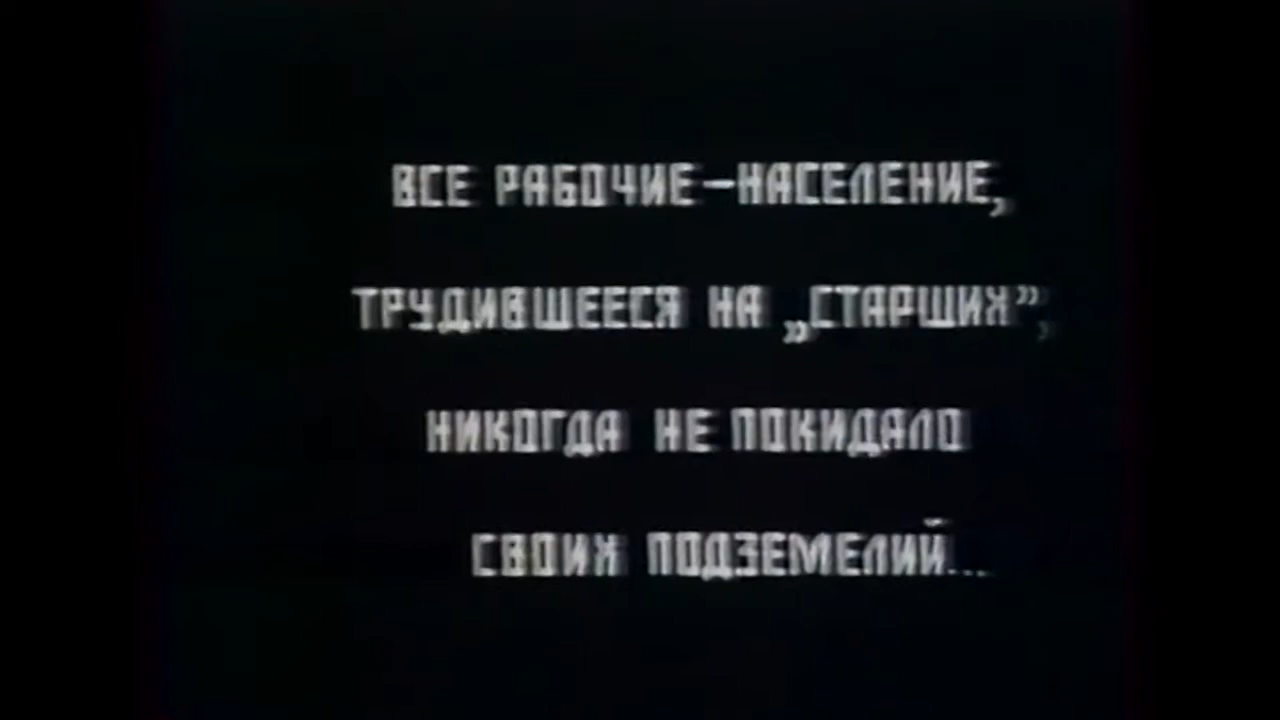 ВСЕ РАБОЧИЕ—НАСЕЛЕНИЕ,
ТРУДИВШЕЕСЯ НА „СТАРШИХ”,
НИКОГДА НЕ ПОКИДАЛО
СВОИХ ПОДЗЕМЕЛИЙ...